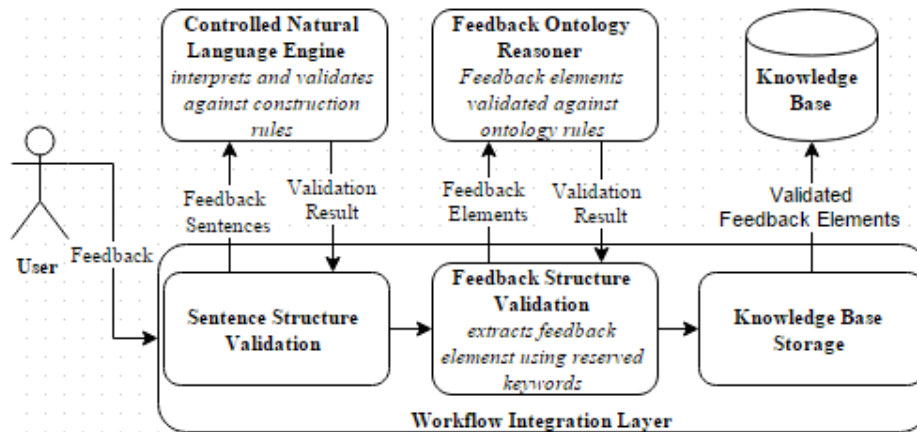 Controlled Natural
Language Engine
interprets and validates
against construction
rules
Feedback Ontology
Reasoner
Feedback elements
validated against
ontology rules
Knowledge
Base
Feedback
Sentences
Validation
Result
Feedback
Elements
Validation
Result
Validated
Feedback Elements
User
Feedback
Sentence Structure
Validation
Feedback Structure
Validation
extracts feedback
elemenst using reserved
keywords
Knowledge Base
Storage
Workflow Integration Layer